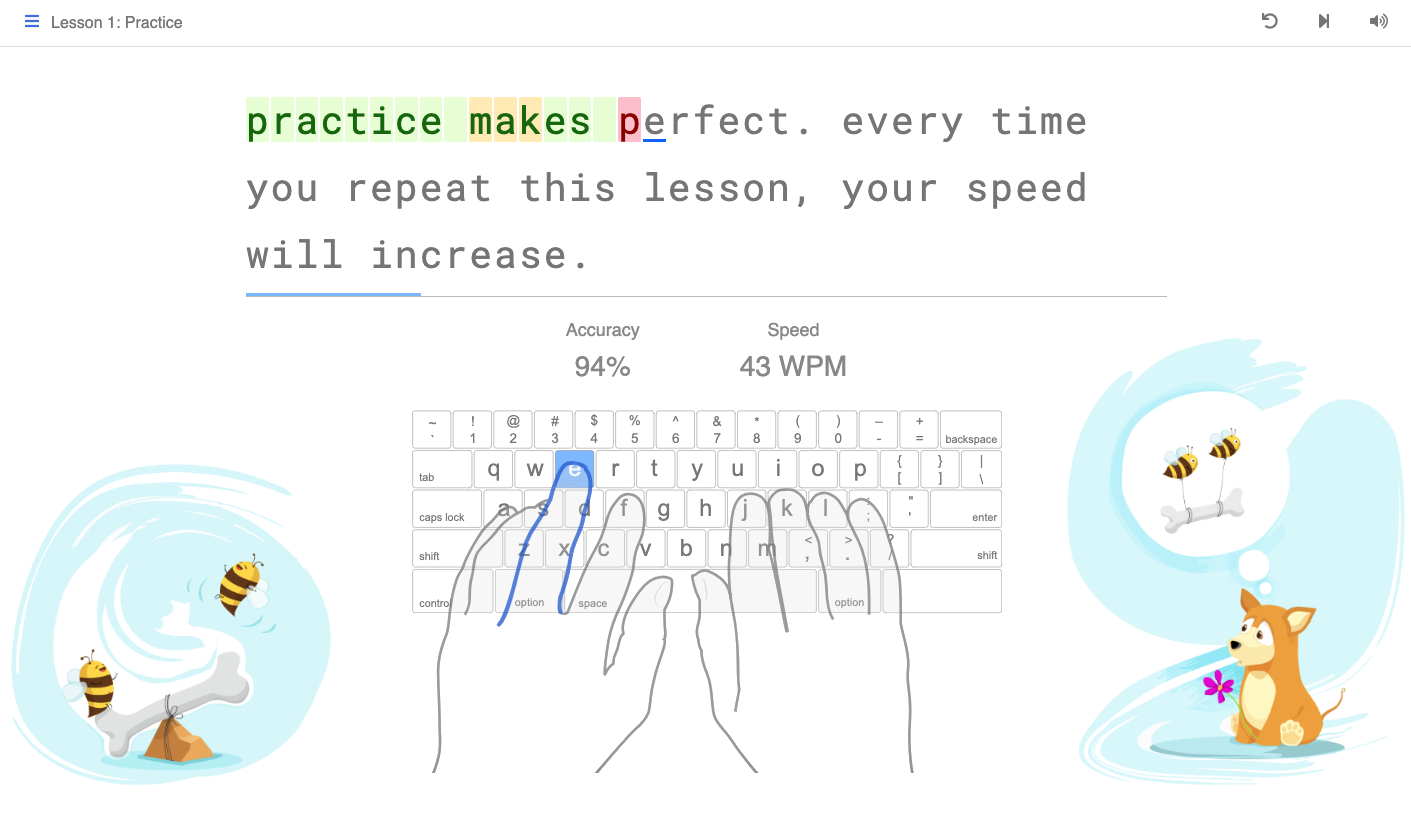 Lesson 1: Practice
practice makes perfect. every time
you repeat this lesson, your speed
will increase.
Accuracy Speed
94% 43 WPM
~ ! @ # $ % ^ & * ( ) – +
` 1 2 3 4 5 6 7 8 9 0 - = backspace
tab q w e r t y u i o p { [ } ] | \
caps lock a s d f g h j k l : ; " ' enter
shift z x c v b n m < , > . ? / shift
control option space option